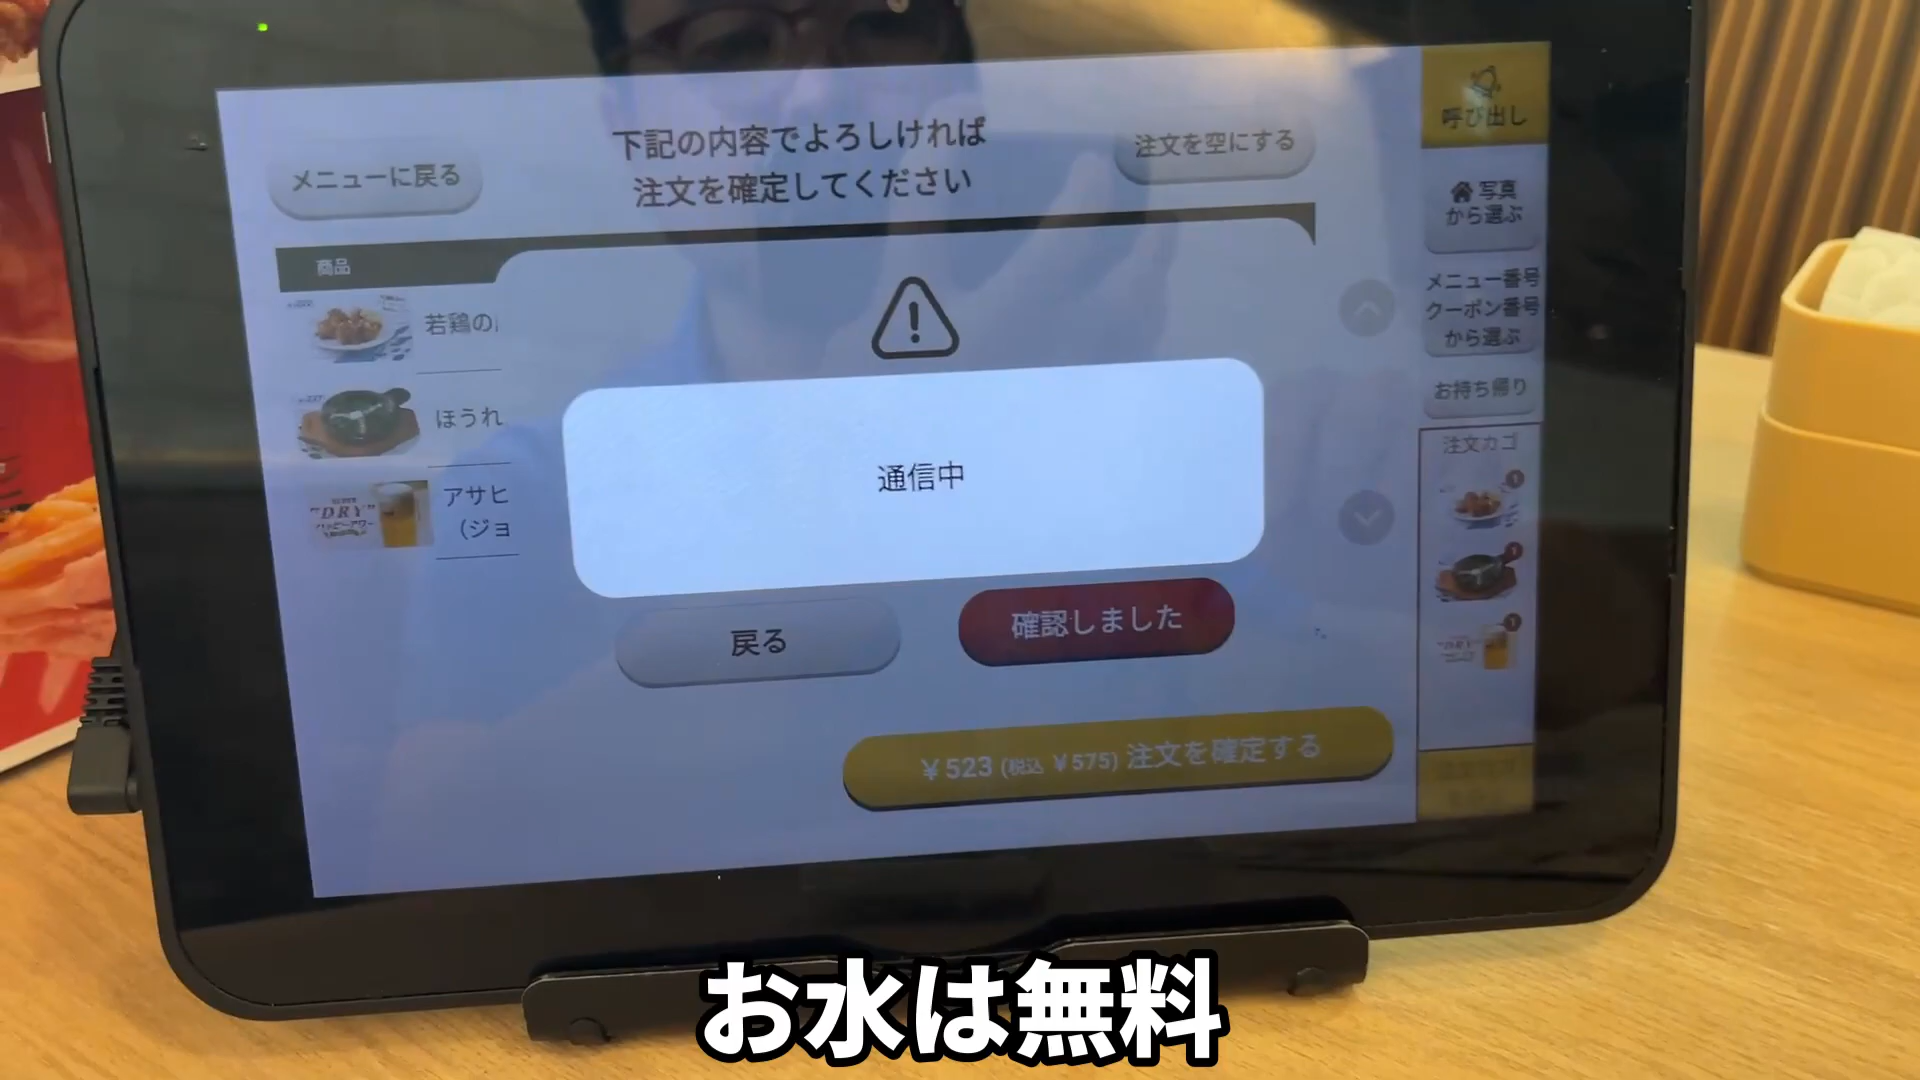 メニューに戻る
下記の内容でよろしければ
注文を確定してください
注文を空にする
呼び出し
写真
から選ぶ
メニュー番号
クーポン番号
から選ぶ
お持ち帰り
注文カゴ
商品
若鶏の
ほうれ
"DRY"
アサヒ
(ジョ
通信中
戻る
確認しました
¥523 (税込 ¥575) 注文を確定する
お水は無料